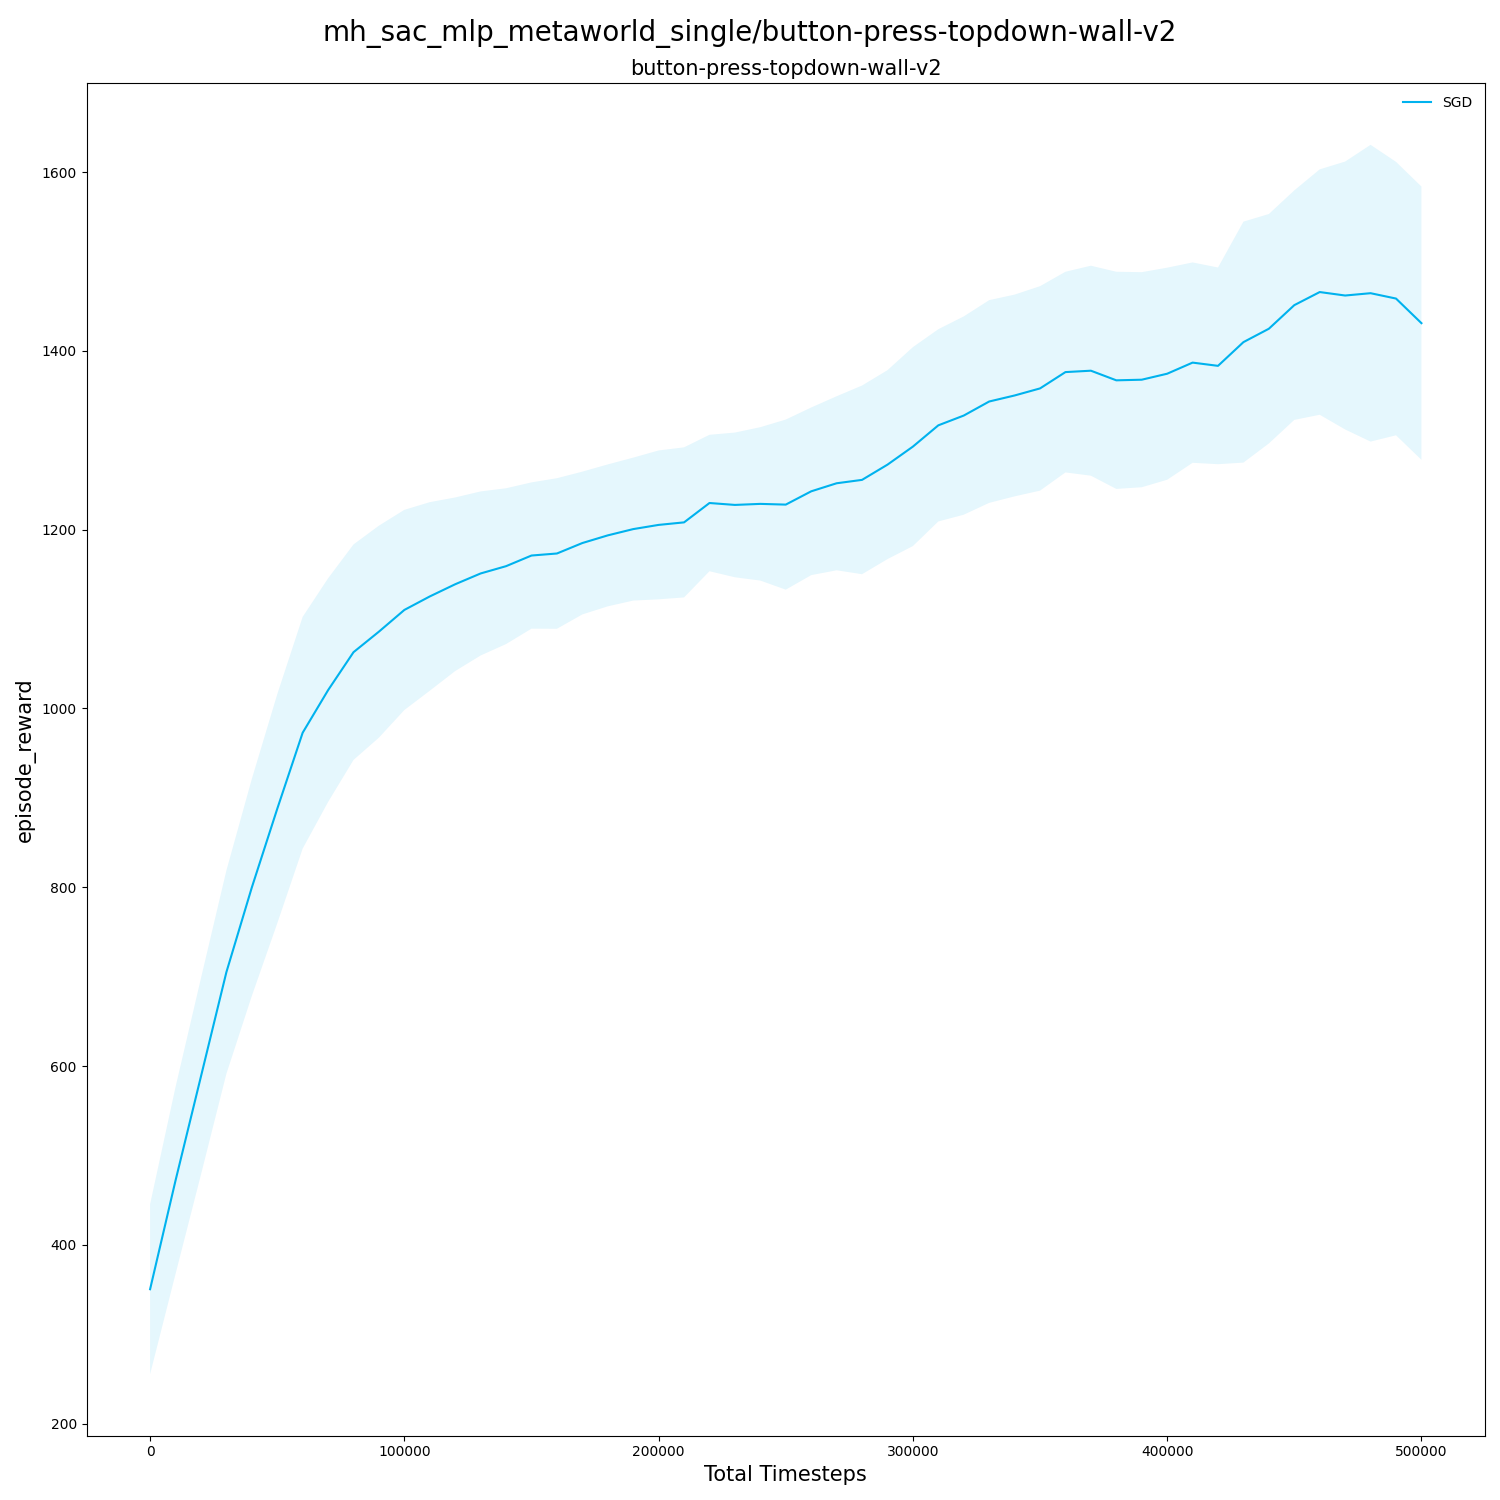 mh_sac_mlp_metaworld_single/button-press-topdown-wall-v2
button-press-topdown-wall-v2
SGD
1600
1400
1200
1000
800
600
400
200
episode_reward
0 100000 200000 300000 400000 500000
Total Timesteps